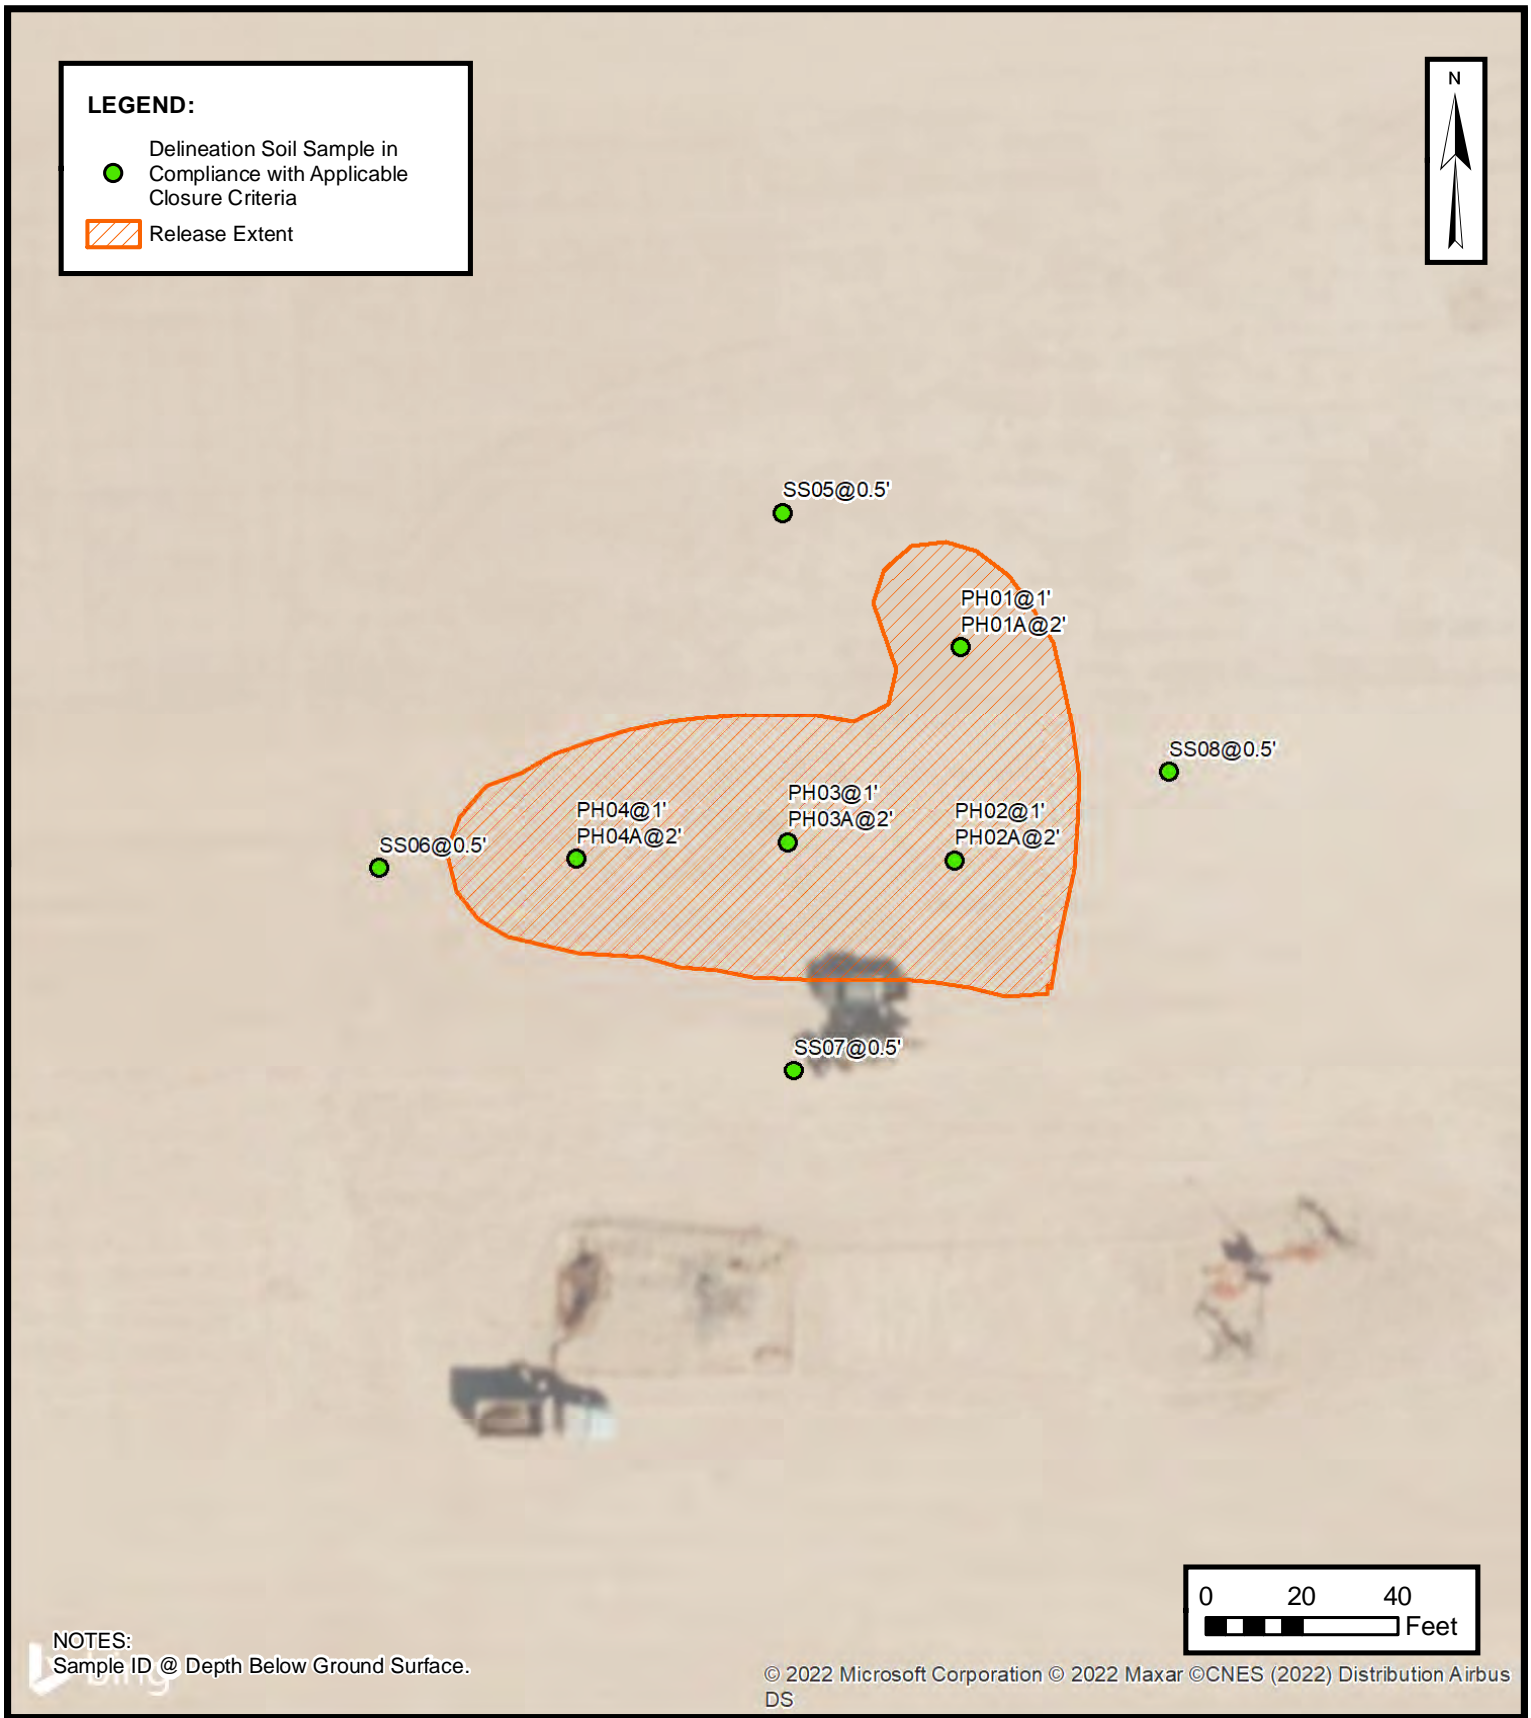 LEGEND:
Delineation Soil Sample in
Compliance with Applicable
Closure Criteria
Release Extent
N
SS05@0.5'
PH01@1'
PH01A@2'
SS08@0.5'
PH03@1'
PH03A@2'
PH04@1'
PH04A@2'
PH02@1'
PH02A@2'
SS06@0.5'
SS07@0.5'
0 20 40
Feet
NOTES:
Sample ID @ Depth Below Ground Surface.
bing
© 2022 Microsoft Corporation © 2022 Maxar ©CNES (2022) Distribution Airbus
DS